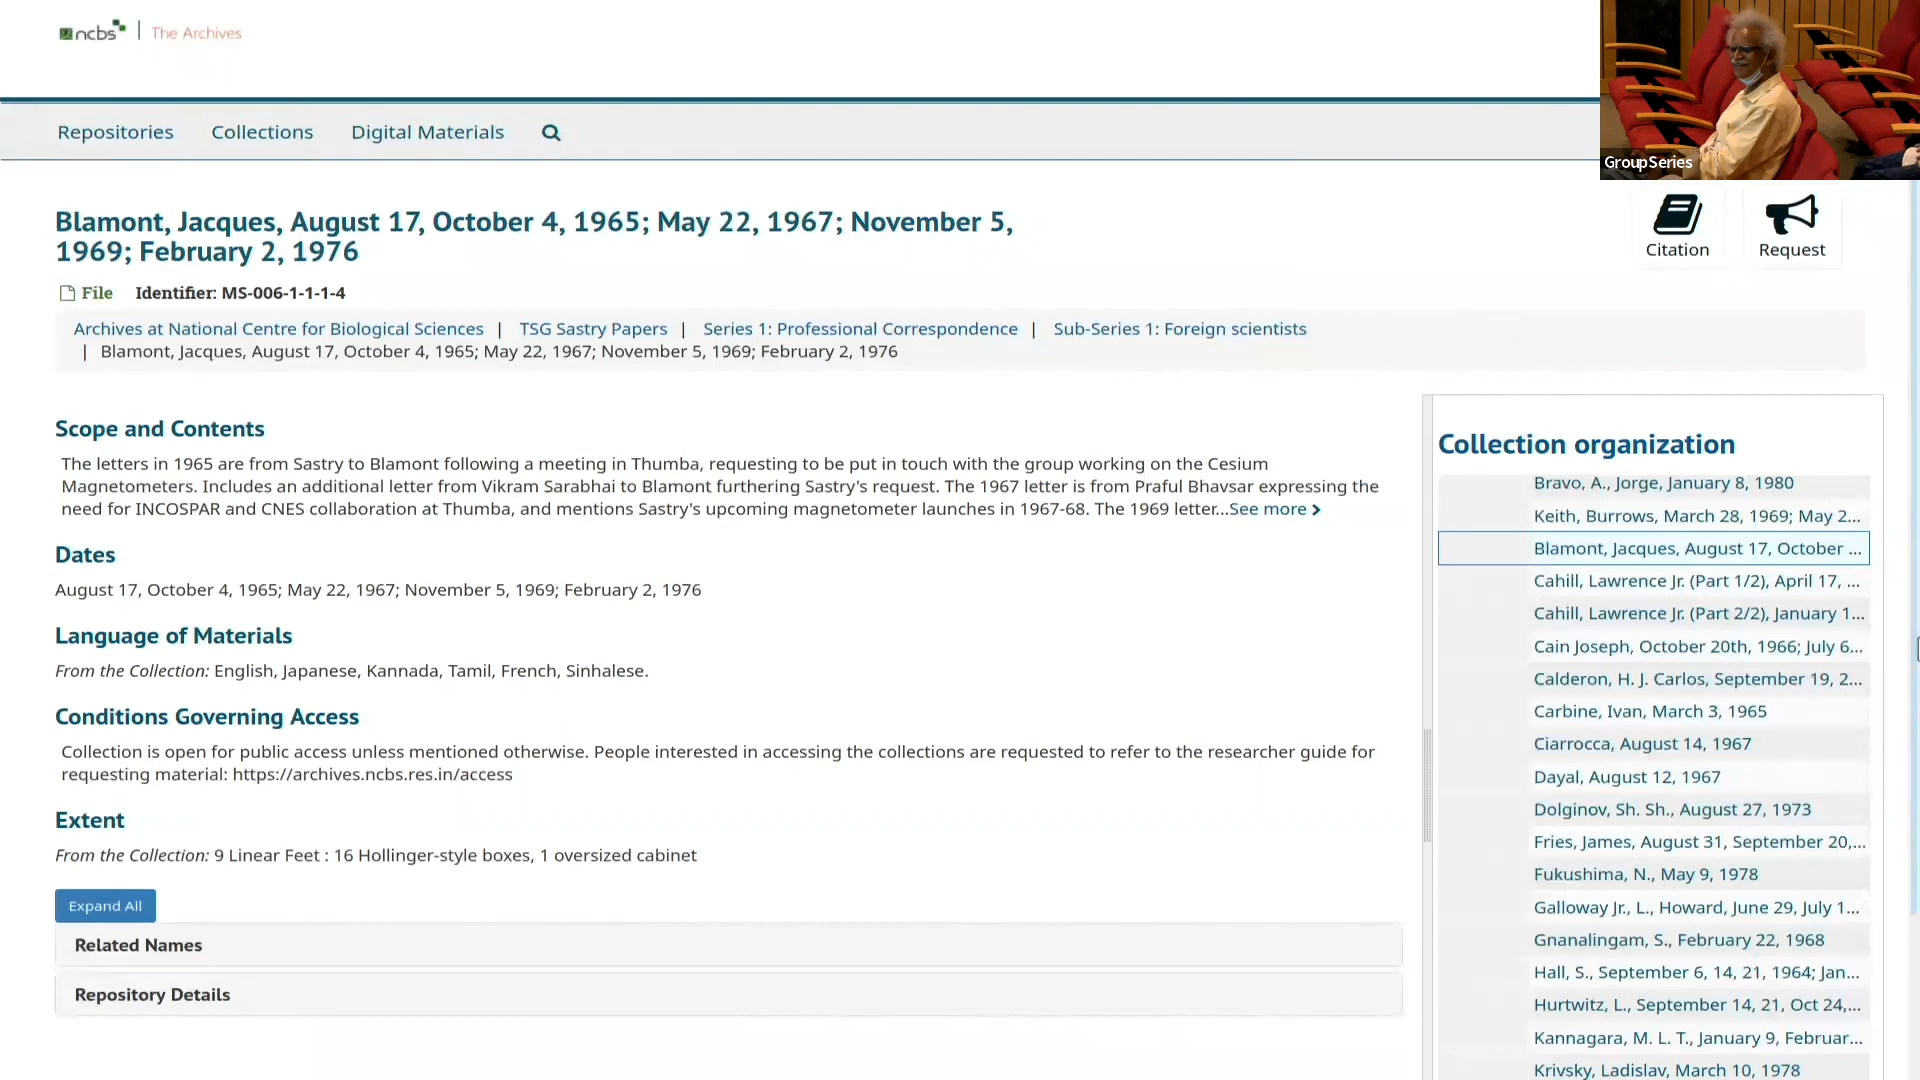 ncbs | The Archives
GroupSeries
Repositories Collections Digital Materials
Blamont, Jacques, August 17, October 4, 1965; May 22, 1967; November 5,
1969; February 2, 1976
Citation Request
File Identifier: MS-006-1-1-1-4
Archives at National Centre for Biological Sciences | TSG Sastry Papers | Series 1: Professional Correspondence | Sub-Series 1: Foreign scientists
| Blamont, Jacques, August 17, October 4, 1965; May 22, 1967; November 5, 1969; February 2, 1976
Scope and Contents
The letters in 1965 are from Sastry to Blamont following a meeting in Thumba, requesting to be put in touch with the group working on the Cesium
Magnetometers. Includes an additional letter from Vikram Sarabhai to Blamont furthering Sastry's request. The 1967 letter is from Praful Bhavsar expressing the
need for INCOSPAR and CNES collaboration at Thumba, and mentions Sastry's upcoming magnetometer launches in 1967-68. The 1969 letter...See more
Dates
August 17, October 4, 1965; May 22, 1967; November 5, 1969; February 2, 1976
Language of Materials
From the Collection: English, Japanese, Kannada, Tamil, French, Sinhalese.
Conditions Governing Access
Collection is open for public access unless mentioned otherwise. People interested in accessing the collections are requested to refer to the researcher guide for
requesting material: https://archives.ncbs.res.in/access
Extent
From the Collection: 9 Linear Feet : 16 Hollinger-style boxes, 1 oversized cabinet
Expand All
Related Names
Repository Details
Collection organization
Bravo, A., Jorge, January 8, 1980
Keith, Burrows, March 28, 1969; May 2...
Blamont, Jacques, August 17, October ...
Cahill, Lawrence Jr. (Part 1/2), April 17, ...
Cahill, Lawrence Jr. (Part 2/2), January 1...
Cain Joseph, October 20th, 1966; July 6...
Calderon, H. J. Carlos, September 19, 2...
Carbine, Ivan, March 3, 1965
Ciarrocca, August 14, 1967
Dayal, August 12, 1967
Dolginov, Sh. Sh., August 27, 1973
Fries, James, August 31, September 20,...
Fukushima, N., May 9, 1978
Galloway Jr., L., Howard, June 29, July 1...
Gnanalingam, S., February 22, 1968
Hall, S., September 6, 14, 21, 1964; Jan...
Hurtwitz, L., September 14, 21, Oct 24,...
Kannagara, M. L. T., January 9, Februar...
Krivsky, Ladislav, March 10, 1978